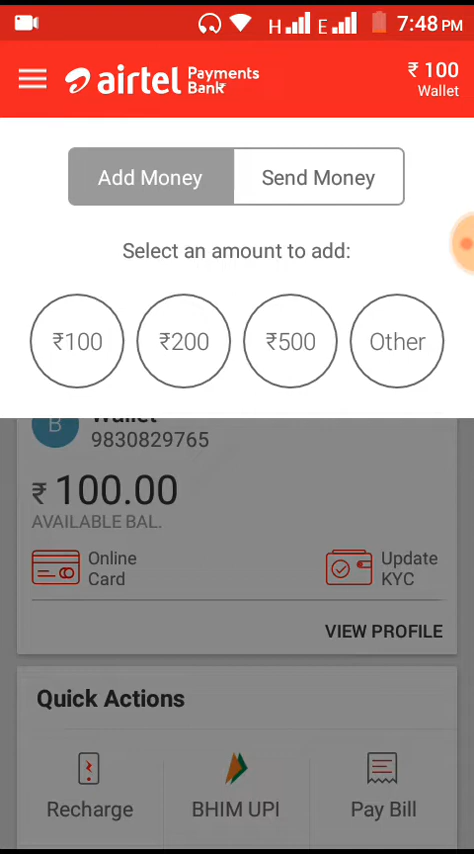 H E 7:48 PM
airtel Payments Bank
₹ 100
Wallet
Add Money Send Money
Select an amount to add:
₹100 ₹200 ₹500 Other
B Wallet
9830829765
₹ 100.00
AVAILABLE BAL.
Online Card
Update KYC
VIEW PROFILE
Quick Actions
Recharge BHIM UPI Pay Bill